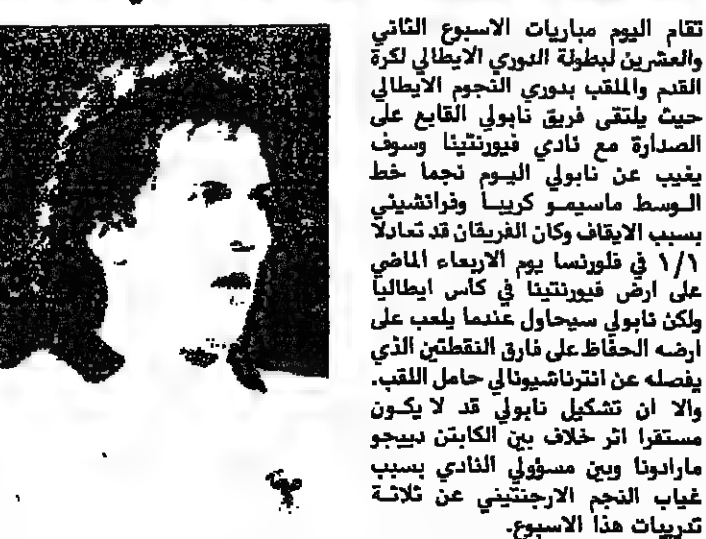 تقام اليوم مباريات الاسبوع الثاني
والعشرين لبطولة الدوري الايطالي لكرة
القدم والملقب بدوري النجوم الايطالي
حيث يلتقى فريق نابولي القابع على
الصدارة مع نادي فيورنتينا وسوف
يغيب عن نابولي اليوم نجما خط
الوسط ماسيمو كريبا وفرانشيني
بسبب الايقاف وكان الفريقان قد تعادلا
١/١ في فلورنسا يوم الاربعاء الماضي
على ارض فيورنتينا في كأس ايطاليا
ولكن نابولي سيحاول عندما يلعب على
ارضه الحفاظ على فارق النقطتين الذي
يفصله عن انترناشيونالي حامل اللقب.
والا ان تشكيل نابولي قد لا يكون
مستقرا اثر خلاف بين الكابتن دييجو
مارادونا وبين مسؤولي النادي بسبب
غياب النجم الارجنتيني عن ثلاثة
تدريبات هذا الاسبوع.